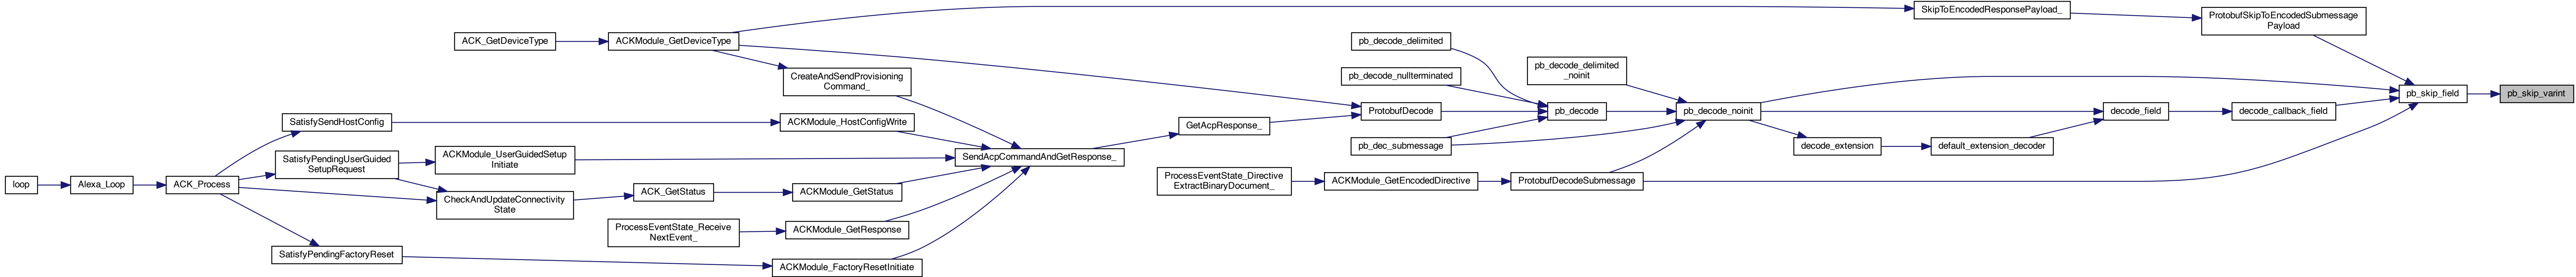 loop
Alexa_Loop
ACK_Process
SatisfySendHostConfig
SatisfyPendingUserGuided
SetupRequest
SatisfyPendingFactoryReset
ACK_GetDeviceType
ACKModule_UserGuidedSetup
Initiate
CheckAndUpdateConnectivity
State
ACKModule_GetDeviceType
ACK_GetStatus
ProcessEventState_Receive
NextEvent_
CreateAndSendProvisioning
Command_
ACKModule_HostConfigWrite
ACKModule_GetStatus
ACKModule_GetResponse
ACKModule_FactoryResetInitiate
SendAcpCommandAndGetResponse_
GetAcpResponse_
ProcessEventState_Directive
ExtractBinaryDocument_
pb_decode_delimited
pb_decode_nullterminated
ProtobufDecode
pb_dec_submessage
ACKModule_GetEncodedDirective
pb_decode_delimited
_noinit
pb_decode
ProtobufDecodeSubmessage
pb_decode_noinit
decode_extension
SkipToEncodedResponsePayload_
default_extension_decoder
decode_field
ProtobufSkipToEncodedSubmessage
Payload
decode_callback_field
pb_skip_field
pb_skip_varint